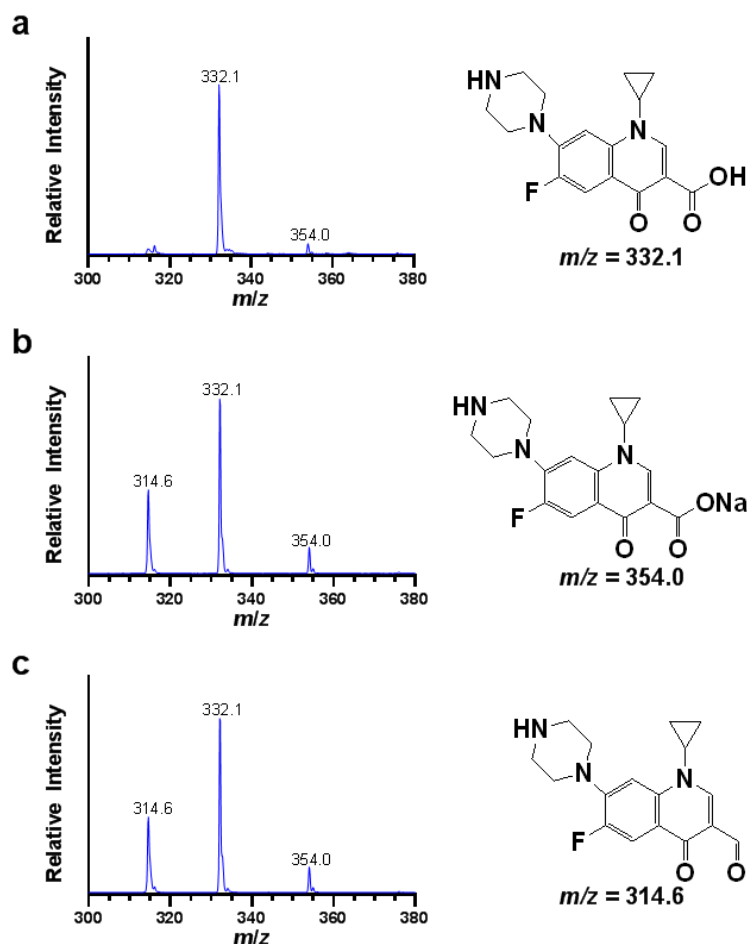 a
Relative Intensity
332.1
354.0
300 320 340 360 380
m/z
HN
N
N
F
O
O
OH
m/z = 332.1
b
Relative Intensity
314.6
332.1
354.0
300 320 340 360 380
m/z
HN
N
N
F
O
O
ONa
m/z = 354.0
c
Relative Intensity
314.6
332.1
354.0
300 320 340 360 380
m/z
HN
N
N
F
O
O
m/z = 314.6